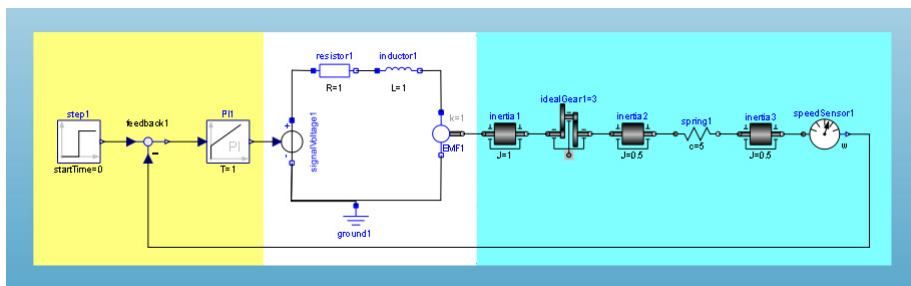 resistor1
inductor1
R=1
L=1
idealGear1=3
step1
feedback1
PI1
PI
startTime=0
T=1
+
-
signalVoltage1
k=1
EMF1
inertia1
J=1
inertia2
J=0.5
spring1
c=5
inertia3
J=0.5
speedSensor1
w
ground1